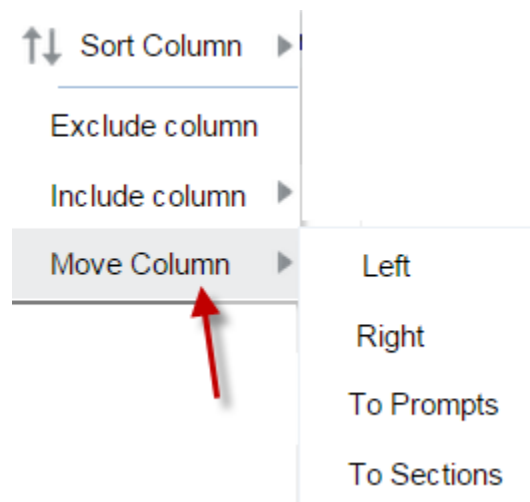 Sort Column
Exclude column
Include column
Move Column
Left
Right
To Prompts
To Sections